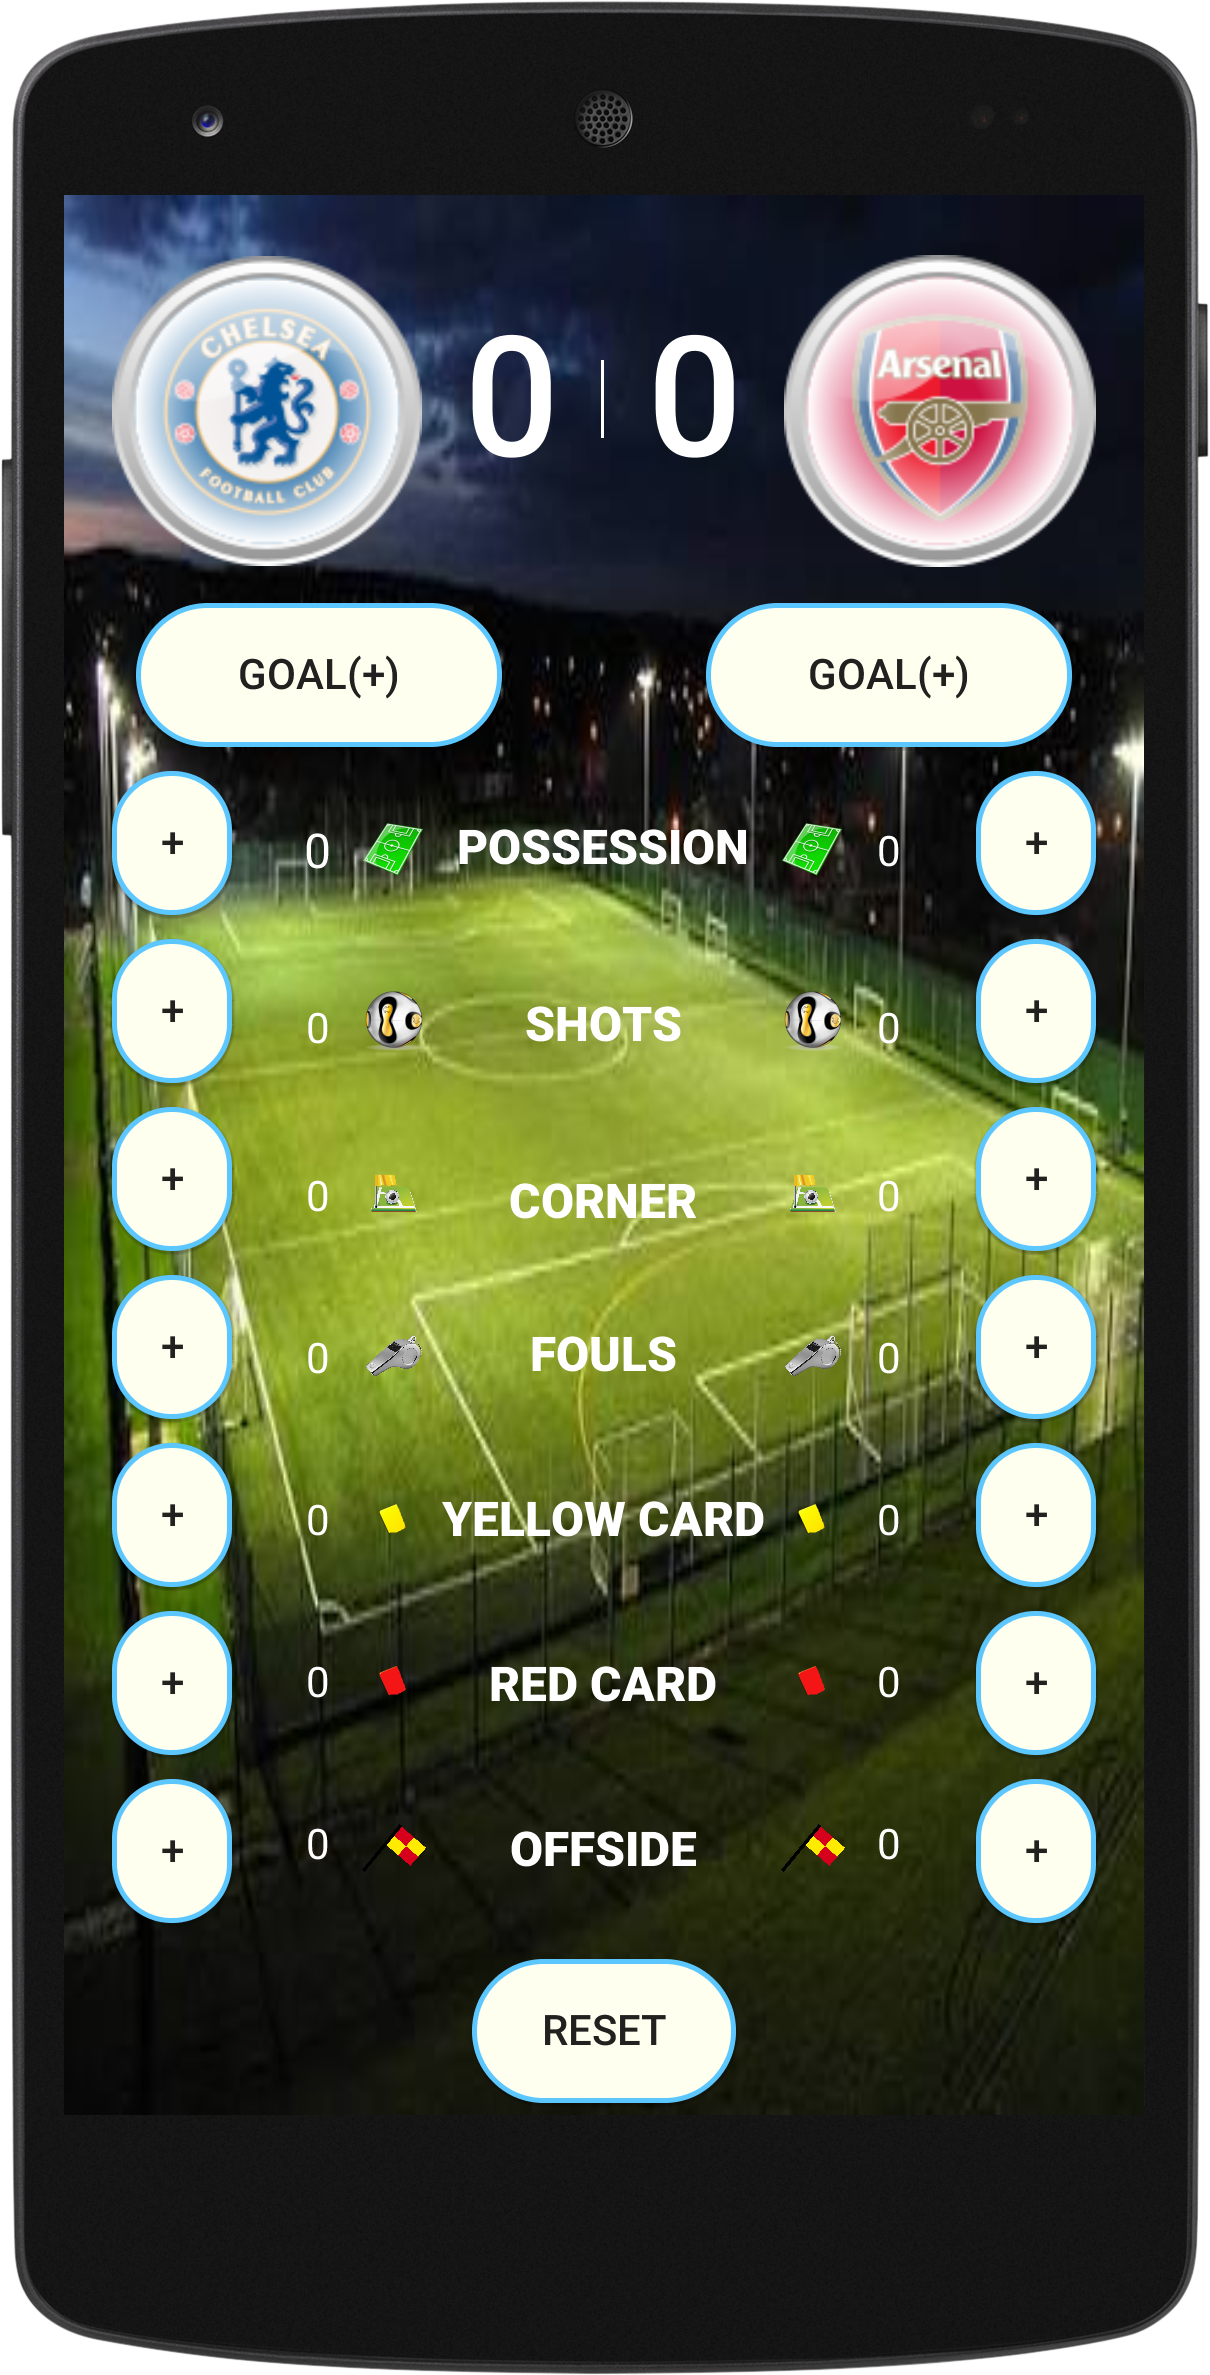 CHELSEA
FOOTBALL CLUB
0 0
Arsenal
GOAL(+) GOAL(+)
+ 0 POSSESSION 0 +
+ 0 SHOTS 0 +
+ 0 CORNER 0 +
+ 0 FOULS 0 +
+ 0 YELLOW CARD 0 +
+ 0 RED CARD 0 +
+ 0 OFFSIDE 0 +
RESET